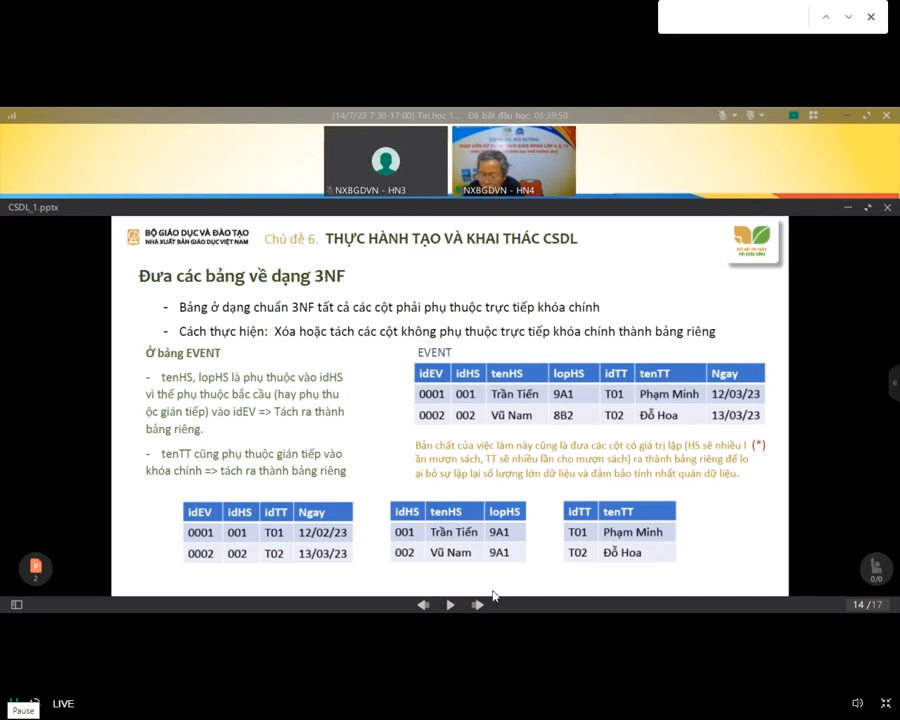 [14/7/23 7:30-17:00] Tin học 1... Đã bắt đầu học: 03:39:50
NXBGDVN - HN3
NXBGDVN - HN4
CSDL_1.pptx
BỘ GIÁO DỤC VÀ ĐÀO TẠO
NHÀ XUẤT BẢN GIÁO DỤC VIỆT NAM
Chủ đề 6. THỰC HÀNH TẠO VÀ KHAI THÁC CSDL
Đưa các bảng về dạng 3NF
- Bảng ở dạng chuẩn 3NF tất cả các cột phải phụ thuộc trực tiếp khóa chính
- Cách thực hiện: Xóa hoặc tách các cột không phụ thuộc trực tiếp khóa chính thành bảng riêng
Ở bảng EVENT
- tenHS, lopHS là phụ thuộc vào idHS
vì thế phụ thuộc bắc cầu (hay phụ thu
ộc gián tiếp) vào idEV => Tách ra thành
bảng riêng.
- tenTT cũng phụ thuộc gián tiếp vào
khóa chính => tách ra thành bảng riêng
EVENT
idEV idHS tenHS lopHS idTT tenTT Ngay
0001 001 Trần Tiến 9A1 T01 Phạm Minh 12/03/23
0002 002 Vũ Nam 8B2 T02 Đỗ Hoa 13/03/23
Bản chất của việc làm này cũng là đưa các cột có giá trị lặp (HS sẽ nhiều l (*)
ần mượn sách, TT sẽ nhiều lần cho mượn sách) ra thành bảng riêng để lo
ại bỏ sự lặp lại số lượng lớn dữ liệu và đảm bảo tính nhất quán dữ liệu.
idEV idHS idTT Ngay
0001 001 T01 12/02/23
0002 002 T02 13/03/23
idHS tenHS lopHS
001 Trần Tiến 9A1
002 Vũ Nam 9A1
idTT tenTT
T01 Phạm Minh
T02 Đỗ Hoa
2
0/0
14 / 17
LIVE
Pause